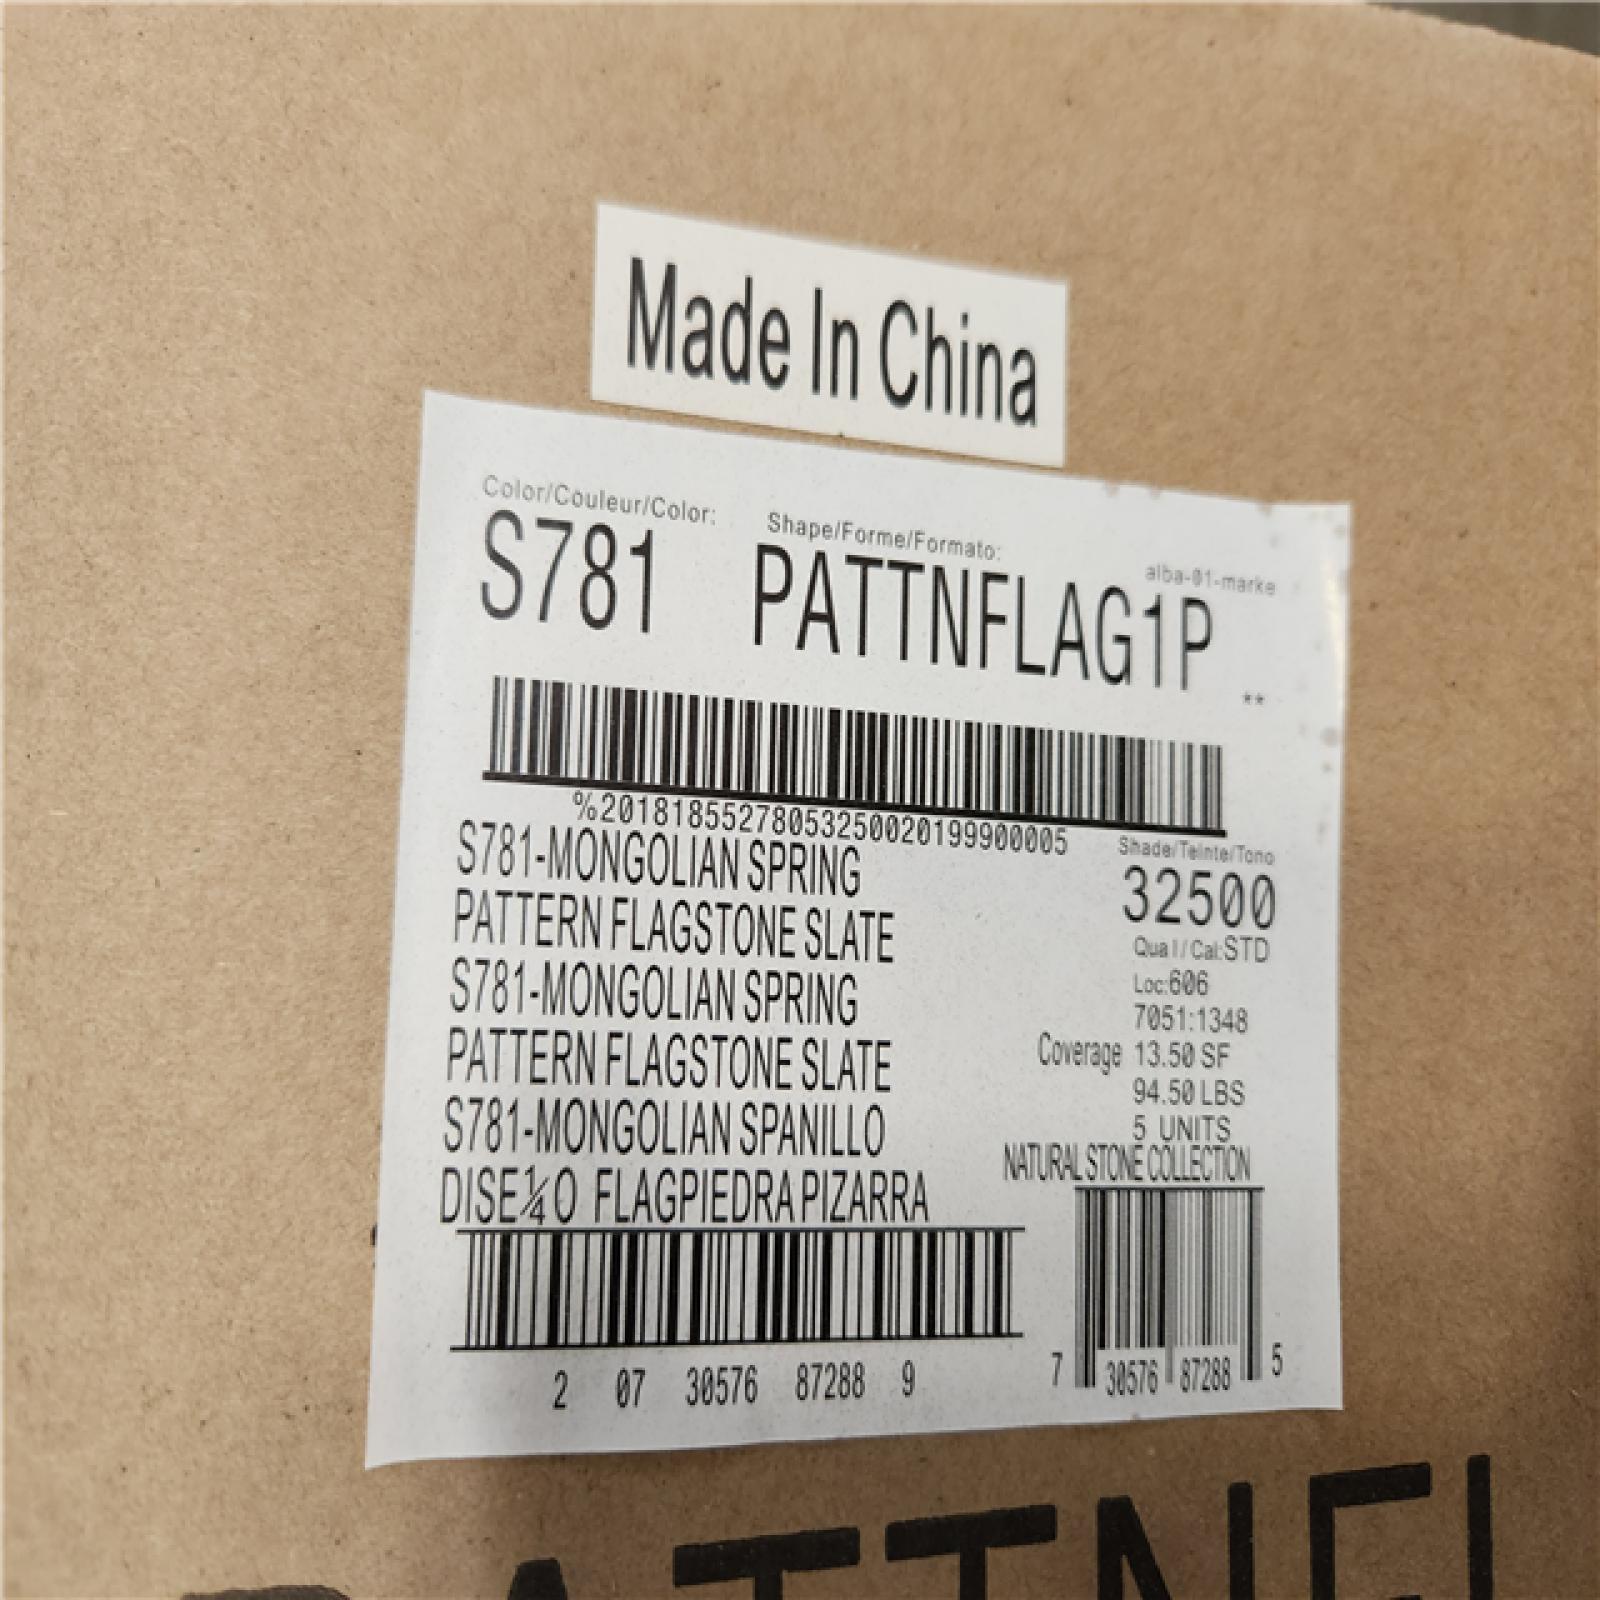 Made In China
Color/Couleur/Color:
Shape/Forme/Formato:
alba-01-marke
S781 PATTNFLAG1P
**
%20181855278053250020199900005
S781-MONGOLIAN SPRING
PATTERN FLAGSTONE SLATE
S781-MONGOLIAN SPRING
PATTERN FLAGSTONE SLATE
S781-MONGOLIAN SPANILLO
DISE¼O FLAGPIEDRA PIZARRA
Shade/Teinte/Tono
32500
Qual/Cal:STD
Loc:606
7051:1348
Coverage 13.50 SF
94.50 LBS
5 UNITS
NATURAL STONE COLLECTION
2 07 30576 87288 9
7 30576 87288 5
PATTNFL